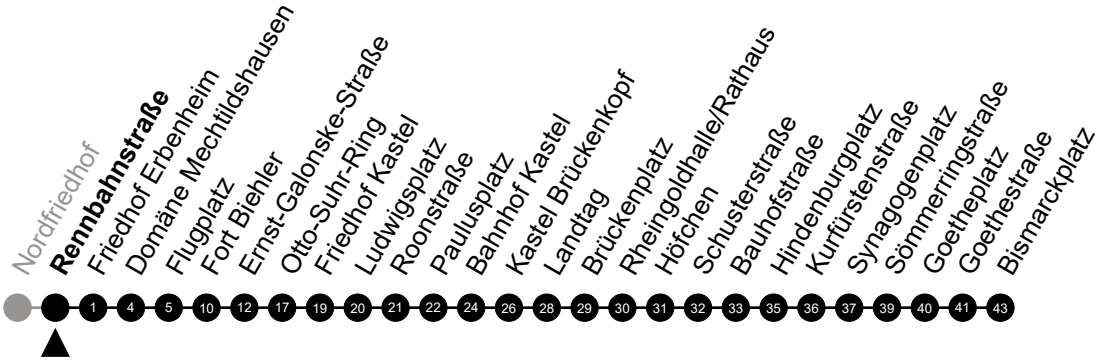 Nordfriedhof
Rennbahnstraße
Friedhof Erbenheim
Domäne Mechtildshausen
Flugplatz
Fort Biehler
Ernst-Galonske-Straße
Otto-Suhr-Ring
Friedhof Kastel
Ludwigsplatz
Roonstraße
Paulusplatz
Bahnhof Kastel
Kastel Brückenkopf
Landtag
Brückenplatz
Rheingoldhalle/Rathaus
Höfchen
Schusterstraße
Bauhofstraße
Hindenburgplatz
Kurfürstenstraße
Synagogenplatz
Sömmerringstraße
Goetheplatz
Goethestraße
Bismarckplatz
1 4 5 10 12 17 19 20 21 22 24 26 28 29 30 31 32 33 35 36 37 39 40 41 43